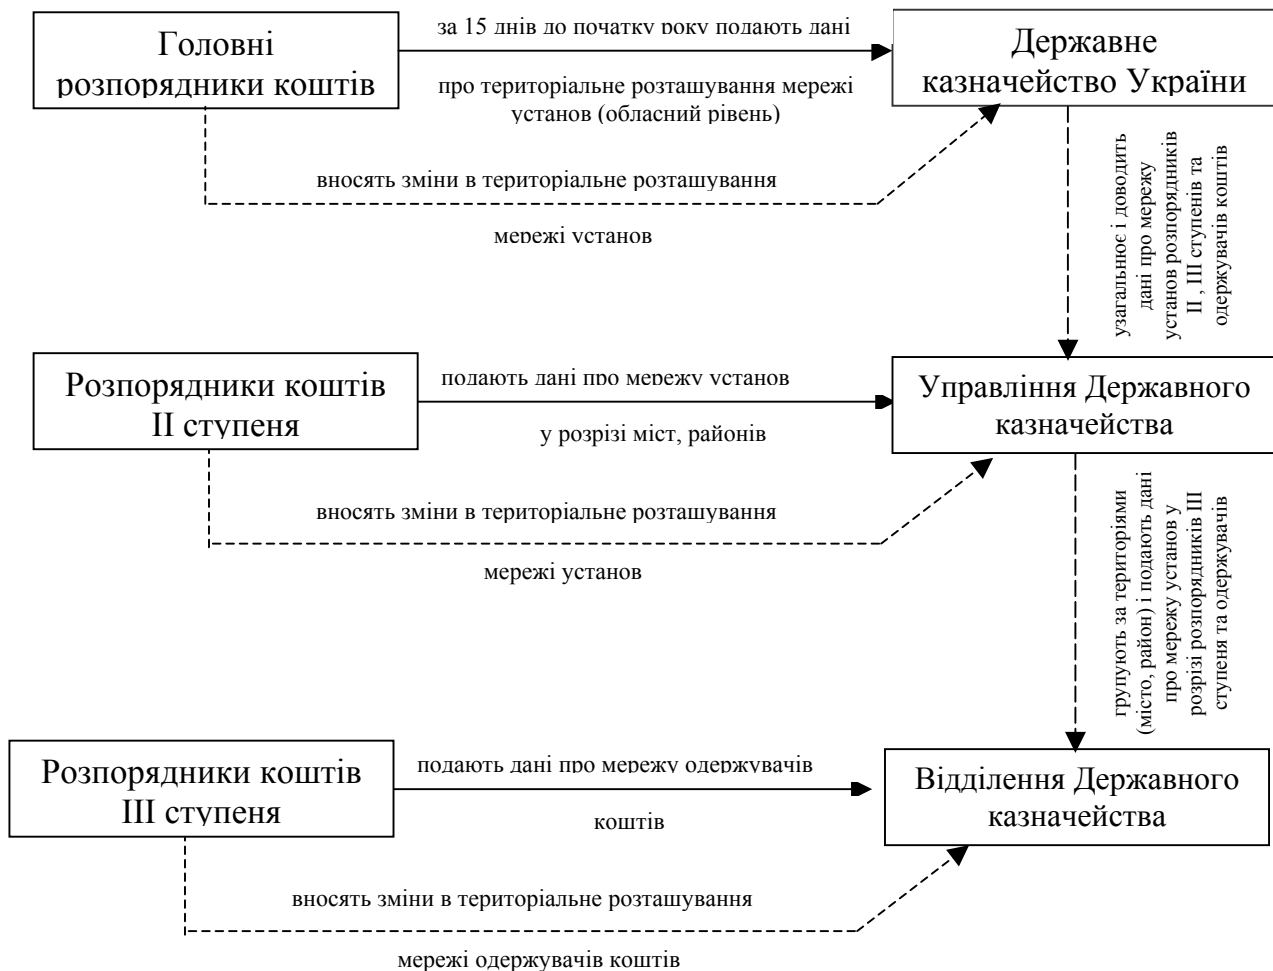 Головні
розпорядники коштів
за 15 днів до початку року подають дані
про територіальне розташування мережі
установ (обласний рівень)
Державне
казначейство України
вносять зміни в територіальне розташування
мережі установ
узагальнює і доводить
дані про мережу
установ розпорядників
ІІ , ІІІ ступенів та
одержувачів коштів
Розпорядники коштів
ІІ ступеня
подають дані про мережу установ
у розрізі міст, районів
Управління Державного
казначейства
вносять зміни в територіальне розташування
мережі установ
групують за територіями
(місто, район) і подають дані
про мережу установ у
розрізі розпорядників ІІІ
ступеня та одержувачів
Розпорядники коштів
ІІІ ступеня
подають дані про мережу одержувачів
коштів
Відділення Державного
казначейства
вносять зміни в територіальне розташування
мережі одержувачів коштів